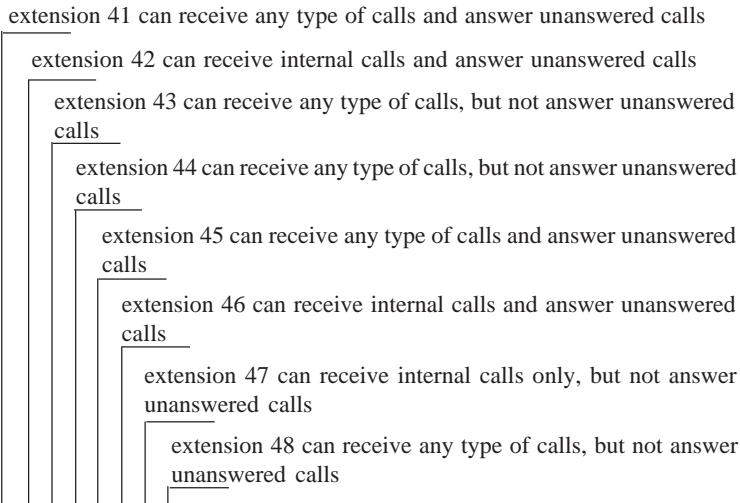 extension 41 can receive any type of calls and answer unanswered calls
extension 42 can receive internal calls and answer unanswered calls
extension 43 can receive any type of calls, but not answer unanswered
calls
extension 44 can receive any type of calls, but not answer unanswered
calls
extension 45 can receive any type of calls and answer unanswered
calls
extension 46 can receive internal calls and answer unanswered
calls
extension 47 can receive internal calls only, but not answer
unanswered calls
extension 48 can receive any type of calls, but not answer
unanswered calls